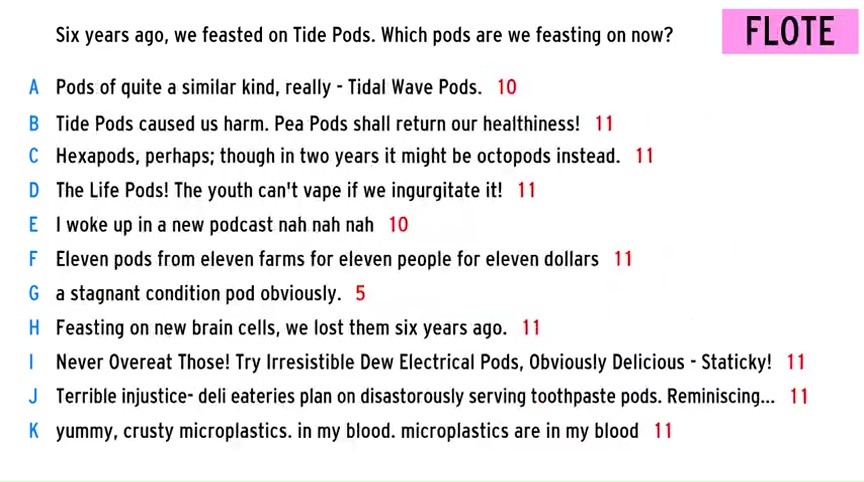 Six years ago, we feasted on Tide Pods. Which pods are we feasting on now?
FLOTE
A Pods of quite a similar kind, really - Tidal Wave Pods. 10
B Tide Pods caused us harm. Pea Pods shall return our healthiness! 11
C Hexapods, perhaps; though in two years it might be octopods instead. 11
D The Life Pods! The youth can't vape if we ingurgitate it! 11
E I woke up in a new podcast nah nah nah 10
F Eleven pods from eleven farms for eleven people for eleven dollars 11
G a stagnant condition pod obviously. 5
H Feasting on new brain cells, we lost them six years ago. 11
I Never Overeat Those! Try Irresistible Dew Electrical Pods, Obviously Delicious - Staticky! 11
J Terrible injustice- deli eateries plan on disastorously serving toothpaste pods. Reminiscing... 11
K yummy, crusty microplastics. in my blood. microplastics are in my blood 11